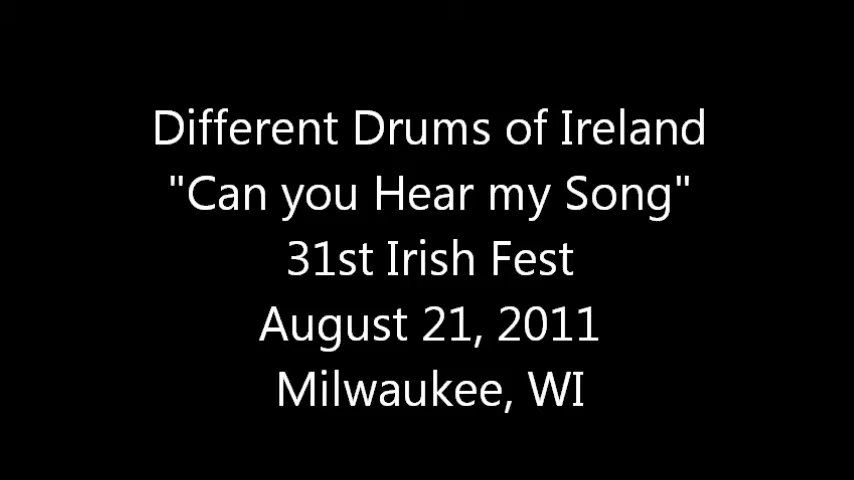 Different Drums of Ireland
"Can you Hear my Song"
31st Irish Fest
August 21, 2011
Milwaukee, WI